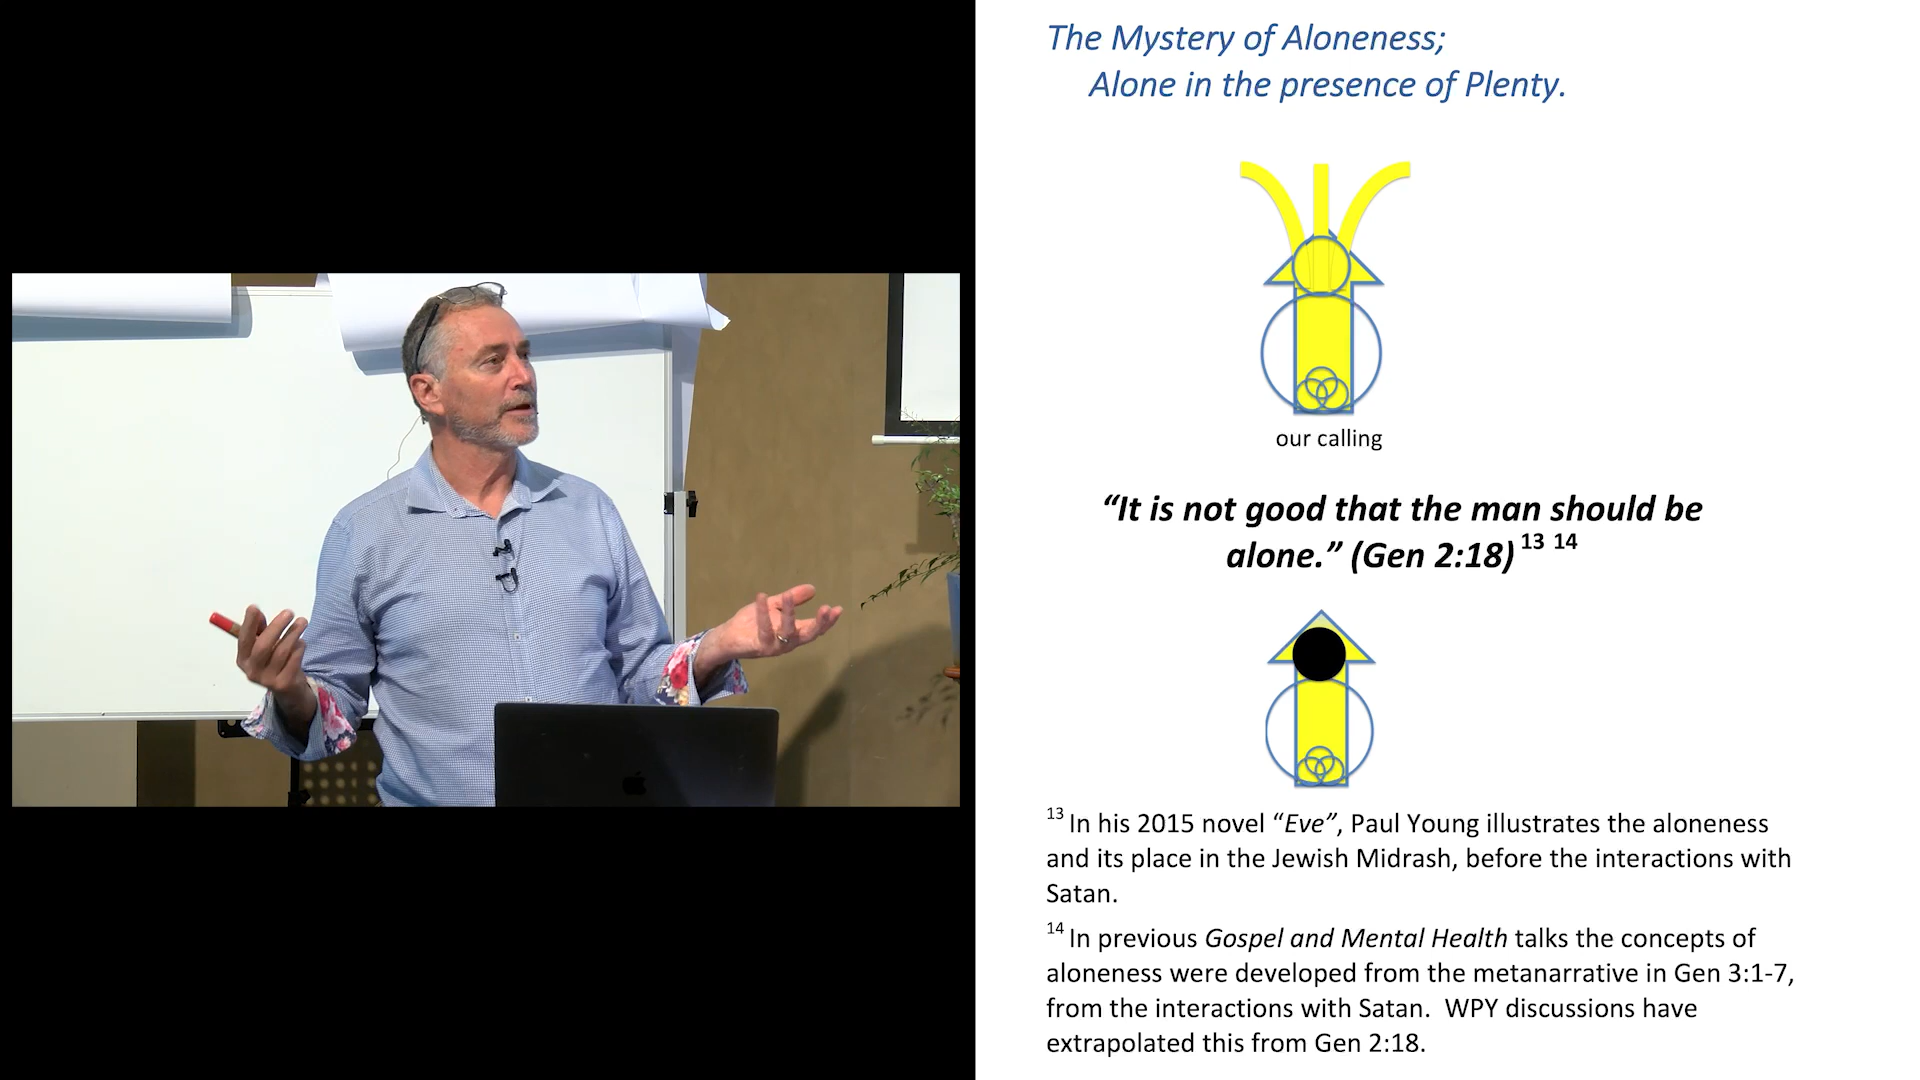 The Mystery of Aloneness;
Alone in the presence of Plenty.
our calling
“It is not good that the man should be
alone.” (Gen 2:18) 13 14
13 In his 2015 novel “Eve”, Paul Young illustrates the aloneness
and its place in the Jewish Midrash, before the interactions with
Satan.
14 In previous Gospel and Mental Health talks the concepts of
aloneness were developed from the metanarrative in Gen 3:1-7,
from the interactions with Satan.  WPY discussions have
extrapolated this from Gen 2:18.